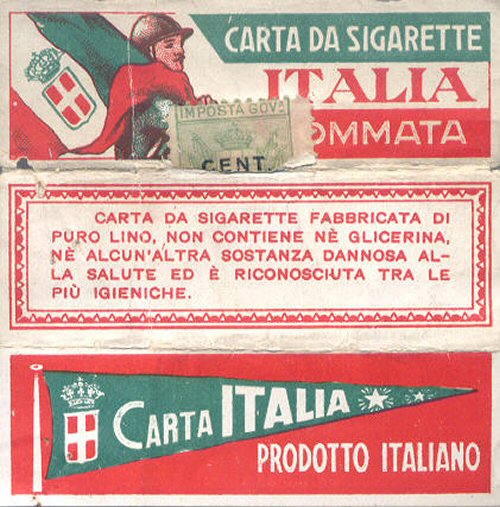 CARTA DA SIGARETTE
ITALIA
OMMATA
IMPOSTA GOV.
CENT.
CARTA DA SIGARETTE FABBRICATA DI
PURO LINO, NON CONTIENE NÈ GLICERINA,
NÈ ALCUN'ALTRA SOSTANZA DANNOSA AL-
LA SALUTE ED È RICONOSCIUTA TRA LE
PIÙ IGIENICHE.
CARTA ITALIA
PRODOTTO ITALIANO